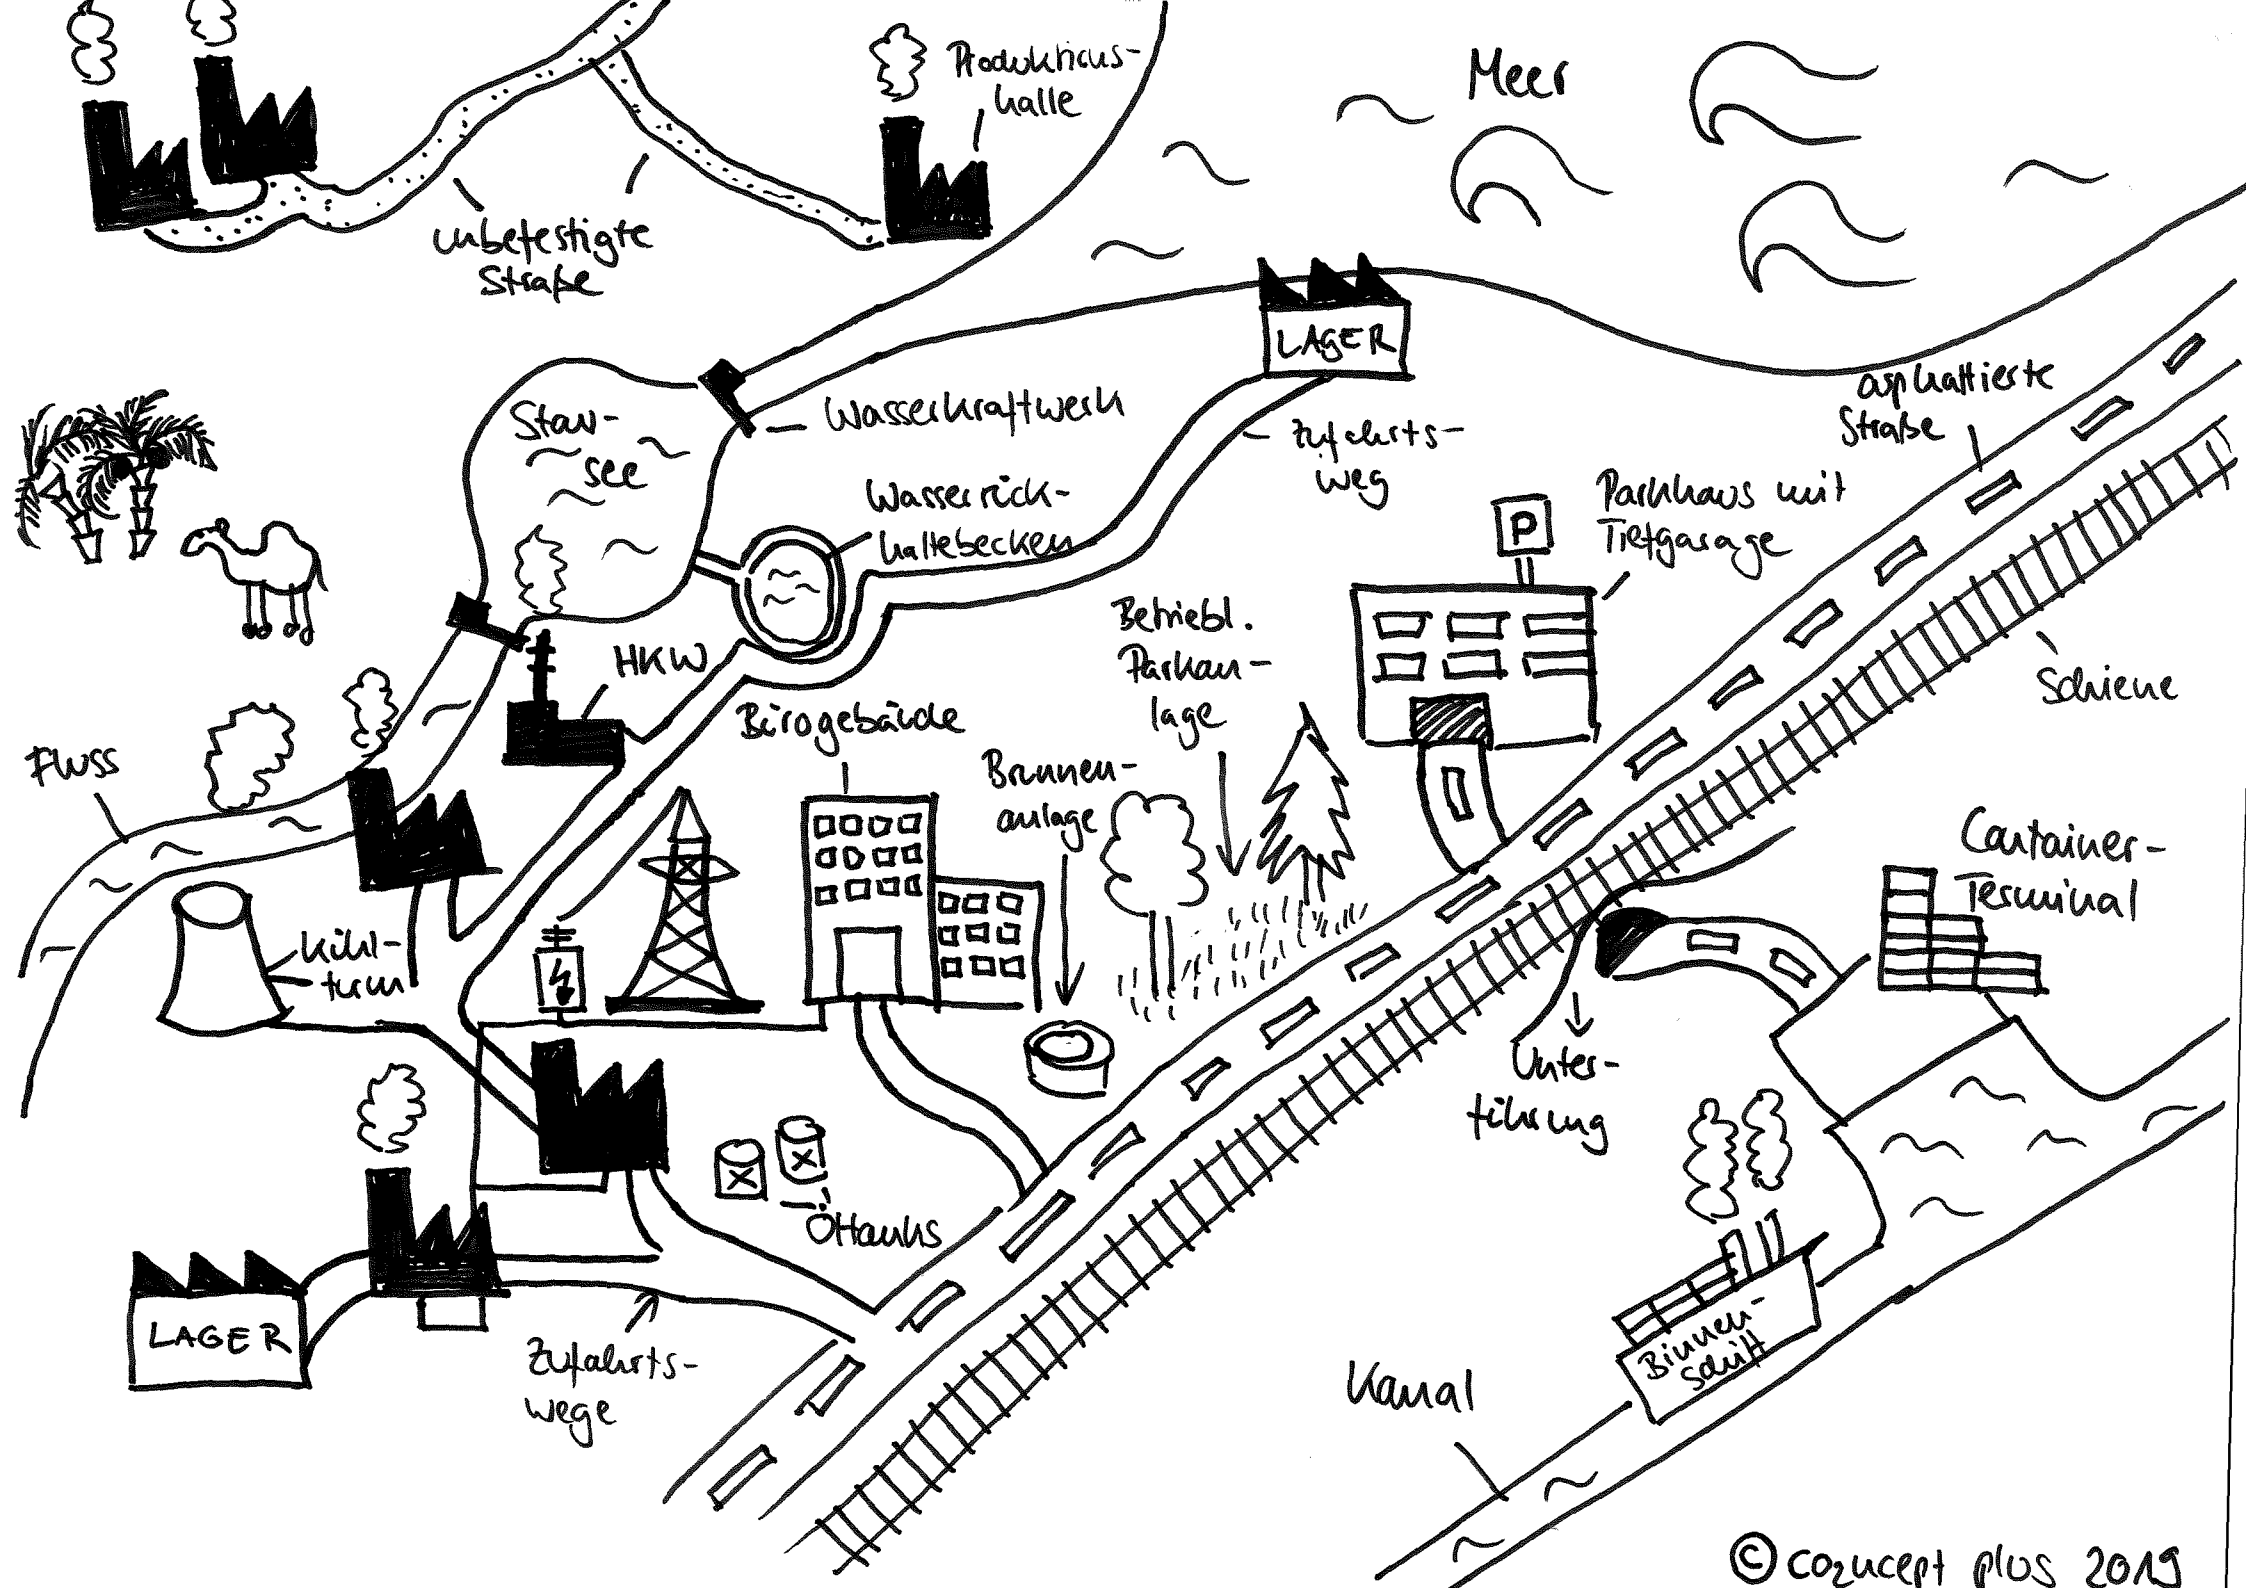 Produktions-
halle
Meer
unbefestigte
Straße
LAGER
asphaltierte
Straße
Stau-
see
Wasserkraftwerk
Zufahrts-
weg
Wasserrück-
haltebecken
Parkhaus mit
Tiefgarage
P
Betriebl.
Parkan-
lage
HKW
Schiene
Bürogebäude
Fluss
Brunnen-
anlage
Container-
Terminal
Kühl-
turm
Unter-
führung
Öltanks
LAGER
Zufahrts-
wege
Binnen-
schiff
Kanal
© co2ncept plus 2019